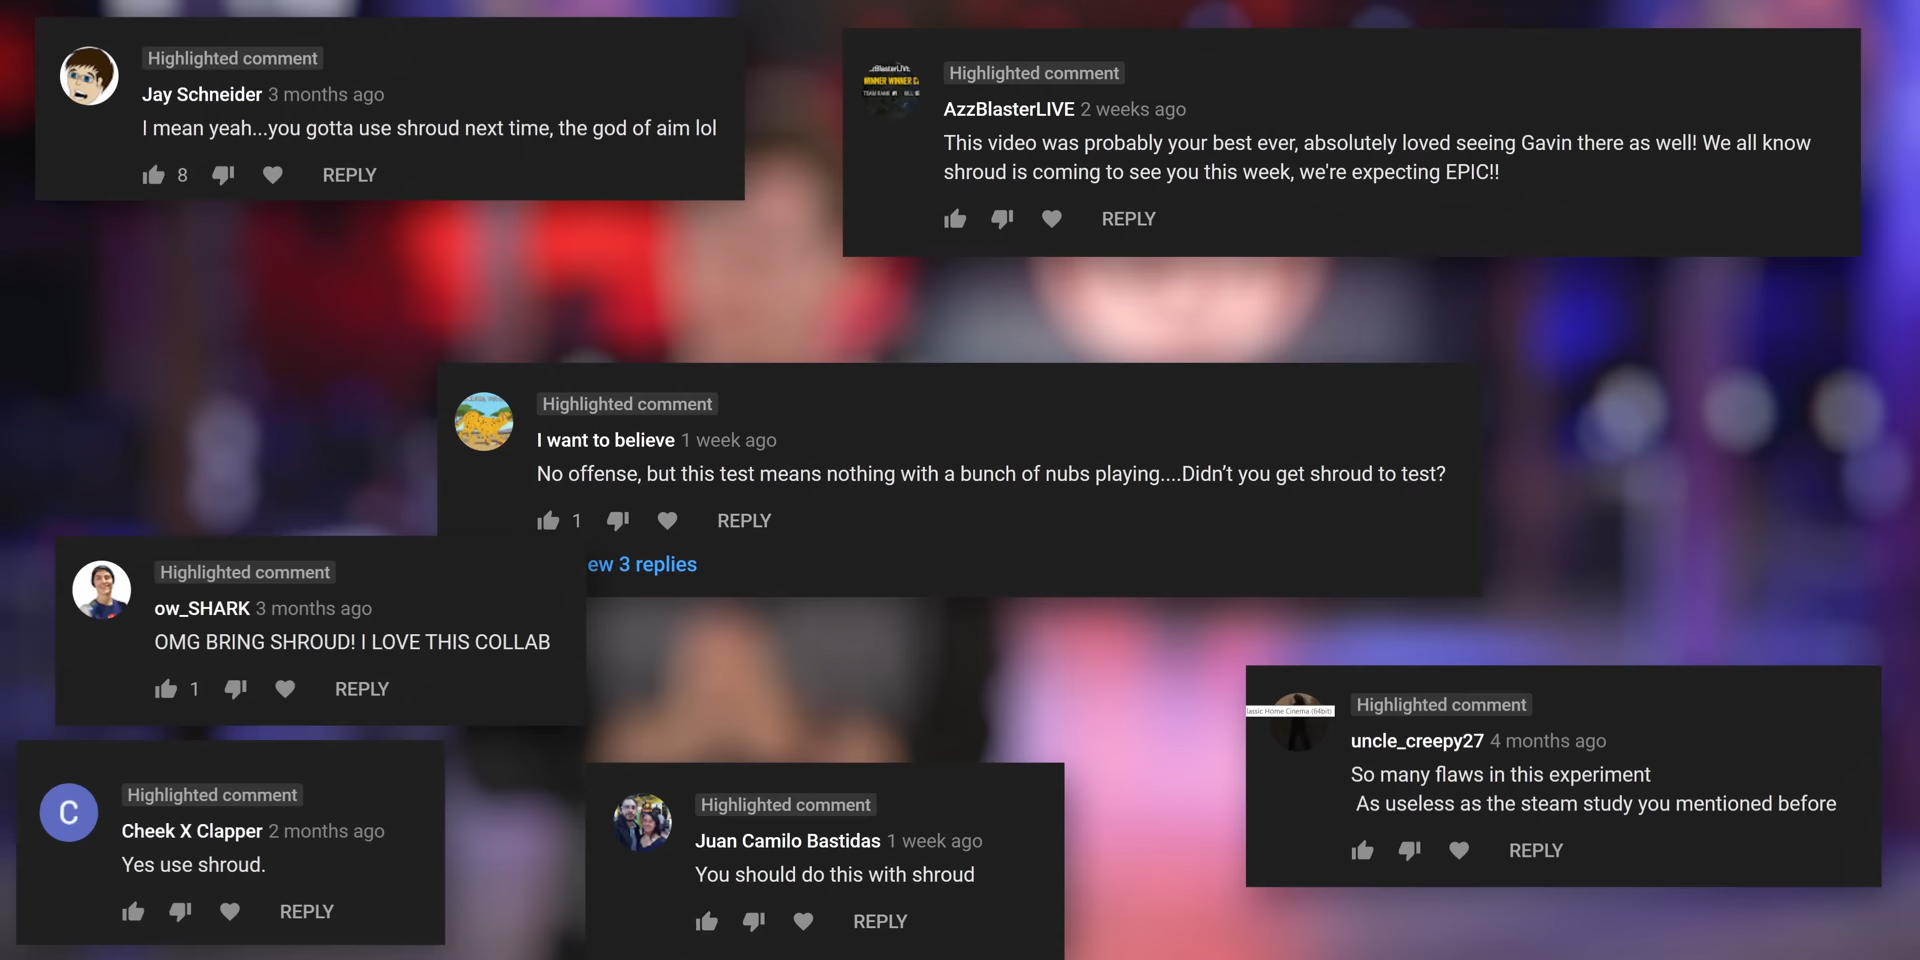 Highlighted comment
Jay Schneider 3 months ago
I mean yeah...you gotta use shroud next time, the god of aim lol
8 REPLY
Highlighted comment
AzzBlasterLIVE 2 weeks ago
This video was probably your best ever, absolutely loved seeing Gavin there as well! We all know
shroud is coming to see you this week, we're expecting EPIC!!
REPLY
WINNER WINNER
Highlighted comment
I want to believe 1 week ago
No offense, but this test means nothing with a bunch of nubs playing....Didn’t you get shroud to test?
1 REPLY
ew 3 replies
Highlighted comment
ow_SHARK 3 months ago
OMG BRING SHROUD! I LOVE THIS COLLAB
1 REPLY
C
Highlighted comment
Cheek X Clapper 2 months ago
Yes use shroud.
REPLY
Highlighted comment
Juan Camilo Bastidas 1 week ago
You should do this with shroud
REPLY
lassic Home Cinema (64bit)
Highlighted comment
uncle_creepy27 4 months ago
So many flaws in this experiment
As useless as the steam study you mentioned before
REPLY